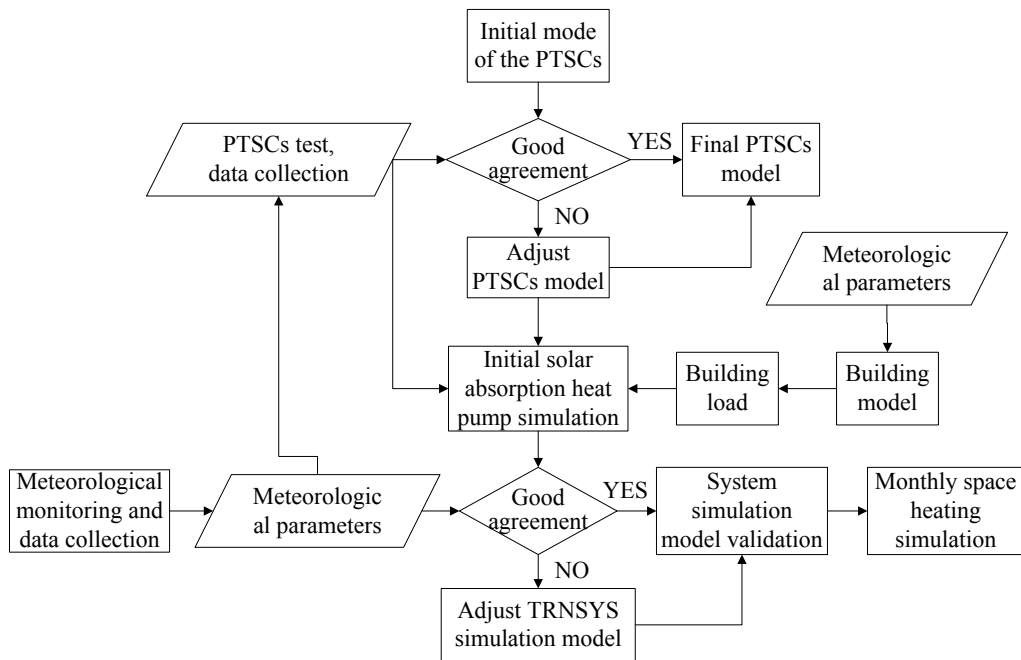 Initial mode
of the PTSCs
PTSCs test,
data collection
Good
agreement
YES
Final PTSCs
model
NO
Adjust
PTSCs model
Meteorologic
al parameters
Initial solar
absorption heat
pump simulation
Building
load
Building
model
Meteorological
monitoring and
data collection
Meteorologic
al parameters
Good
agreement
YES
System
simulation
model validation
Monthly space
heating
simulation
NO
Adjust TRNSYS
simulation model